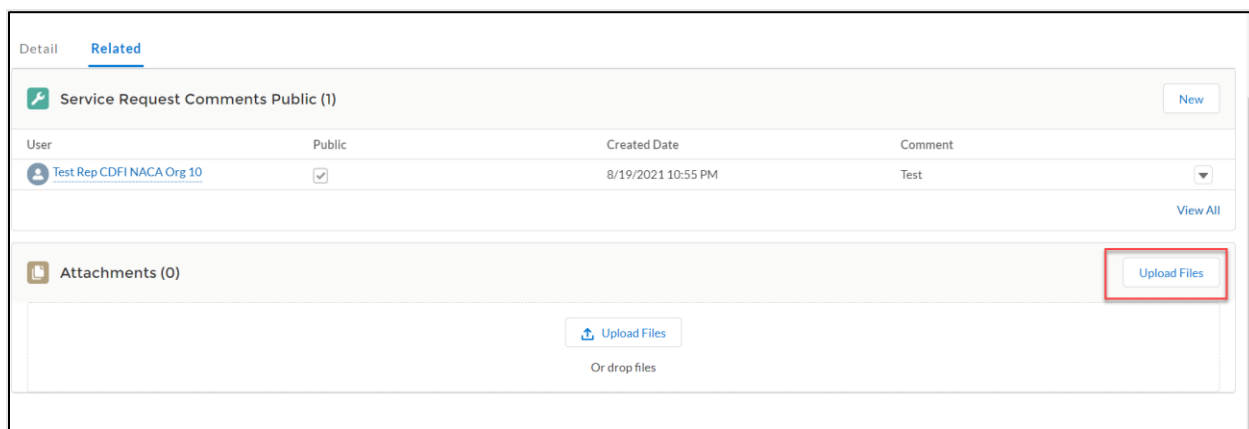 Detail Related
Service Request Comments Public (1) New
User Public Created Date Comment
Test Rep CDFI NACA Org 10 8/19/2021 10:55 PM Test
View All
Attachments (0) Upload Files
Upload Files
Or drop files